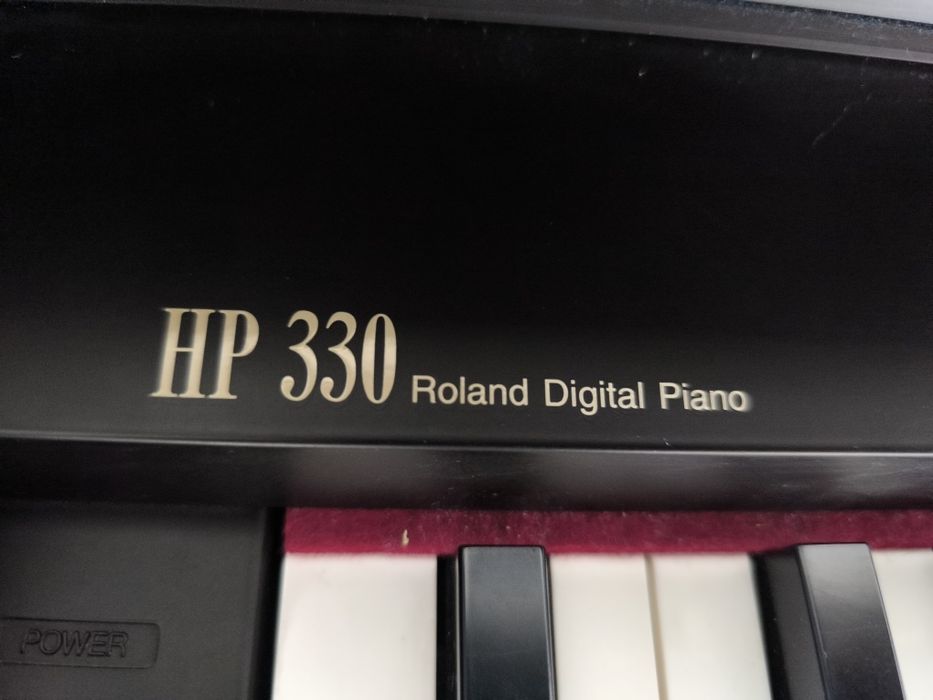 HP 330 Roland Digital Piano
POWER